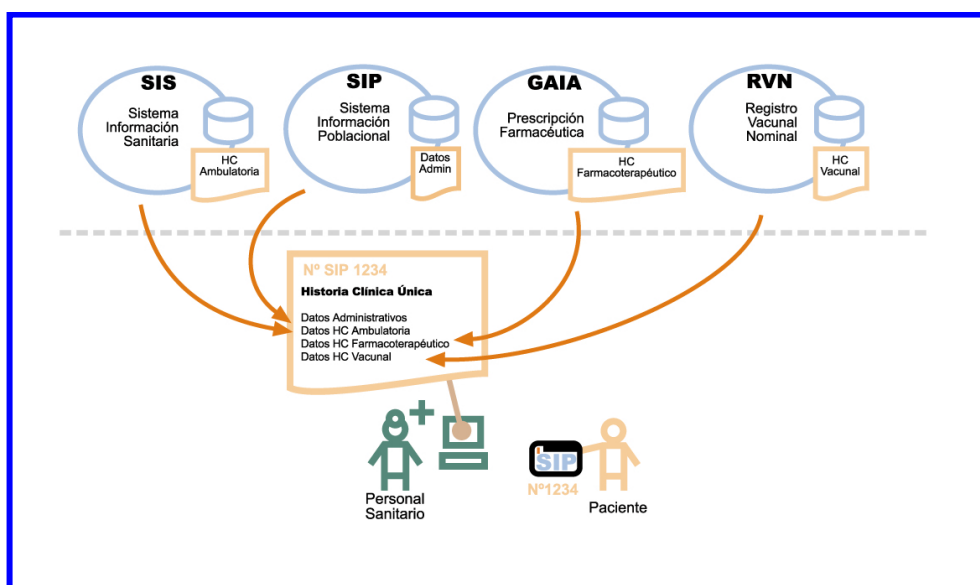 SIS
Sistema
Información
Sanitaria
HC
Ambulatoria
SIP
Sistema
Información
Poblacional
Datos
Admin
GAIA
Prescripción
Farmacéutica
HC
Farmacoterapéutico
RVN
Registro
Vacunal
Nominal
HC
Vacunal
Nº SIP 1234
Historia Clínica Única
Datos Administrativos
Datos HC Ambulatoria
Datos HC Farmacoterapéutico
Datos HC Vacunal
Personal
Sanitario
SIP
Nº1234
Paciente